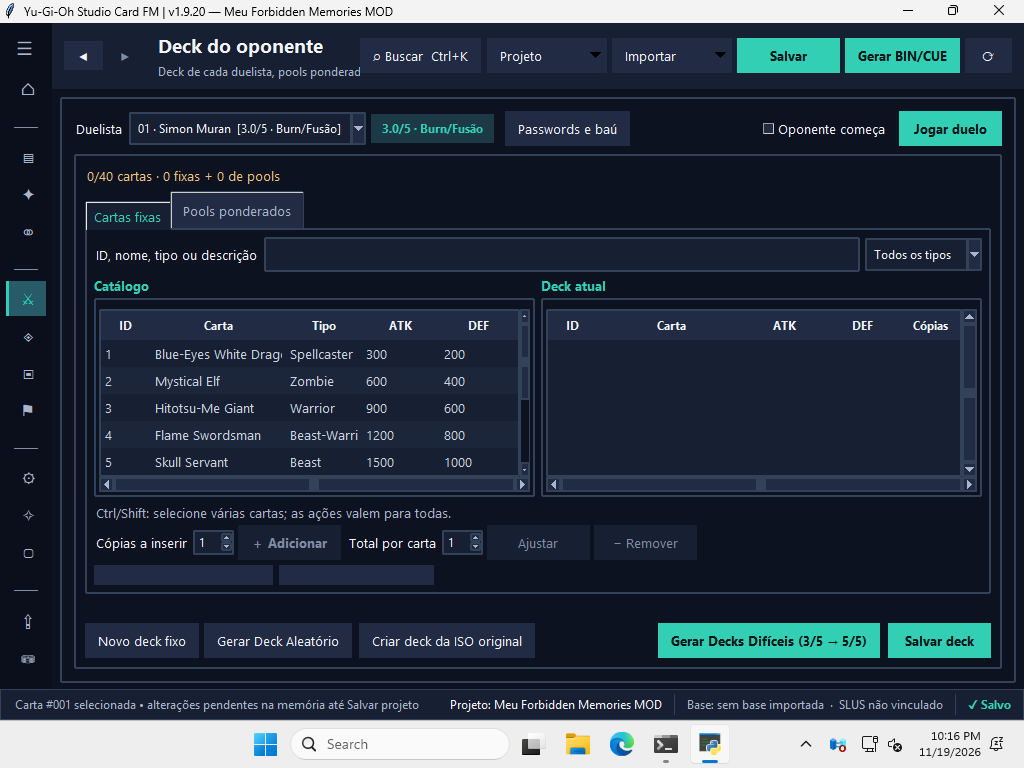 Yu-Gi-Oh Studio Card FM | v1.9.20 — Meu Forbidden Memories MOD
Deck do oponente
Deck de cada duelista, pools ponderad
Buscar Ctrl+K
Projeto
Importar
Salvar
Gerar BIN/CUE
Duelista
01 · Simon Muran [3.0/5 · Burn/Fusão]
3.0/5 · Burn/Fusão
Passwords e baú
Oponente começa
Jogar duelo
0/40 cartas · 0 fixas + 0 de pools
Cartas fixas
Pools ponderados
ID, nome, tipo ou descrição
Todos os tipos
Catálogo
Deck atual
ID Carta Tipo ATK DEF
ID Carta ATK DEF Cópias
1 Blue-Eyes White Drag Spellcaster 300 200
2 Mystical Elf Zombie 600 400
3 Hitotsu-Me Giant Warrior 900 600
4 Flame Swordsman Beast-Warri 1200 800
5 Skull Servant Beast 1500 1000
Ctrl/Shift: selecione várias cartas; as ações valem para todas.
Cópias a inserir 1 + Adicionar Total por carta 1 Ajustar − Remover
Novo deck fixo
Gerar Deck Aleatório
Criar deck da ISO original
Gerar Decks Difíceis (3/5 → 5/5)
Salvar deck
Carta #001 selecionada • alterações pendentes na memória até Salvar projeto
Projeto: Meu Forbidden Memories MOD
Base: sem base importada · SLUS não vinculado
✓ Salvo
Search
10:16 PM
11/19/2026